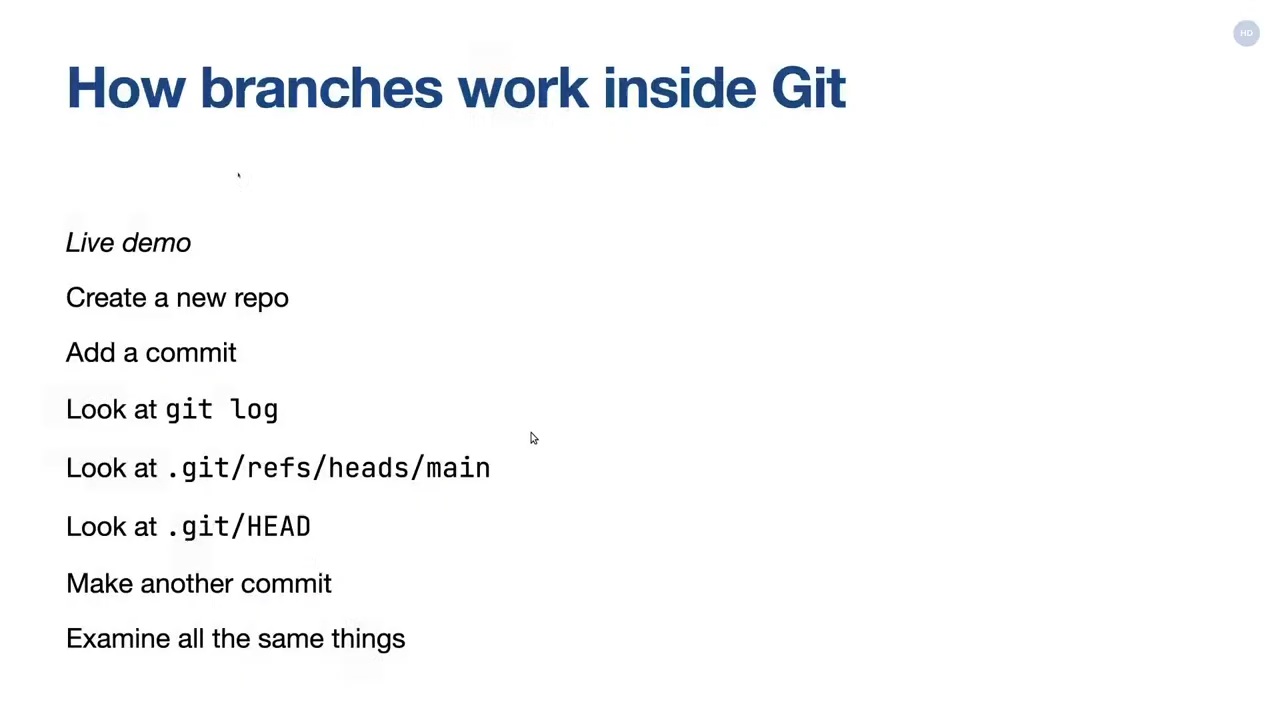 HD
How branches work inside Git
Live demo
Create a new repo
Add a commit
Look at git log
Look at .git/refs/heads/main
Look at .git/HEAD
Make another commit
Examine all the same things